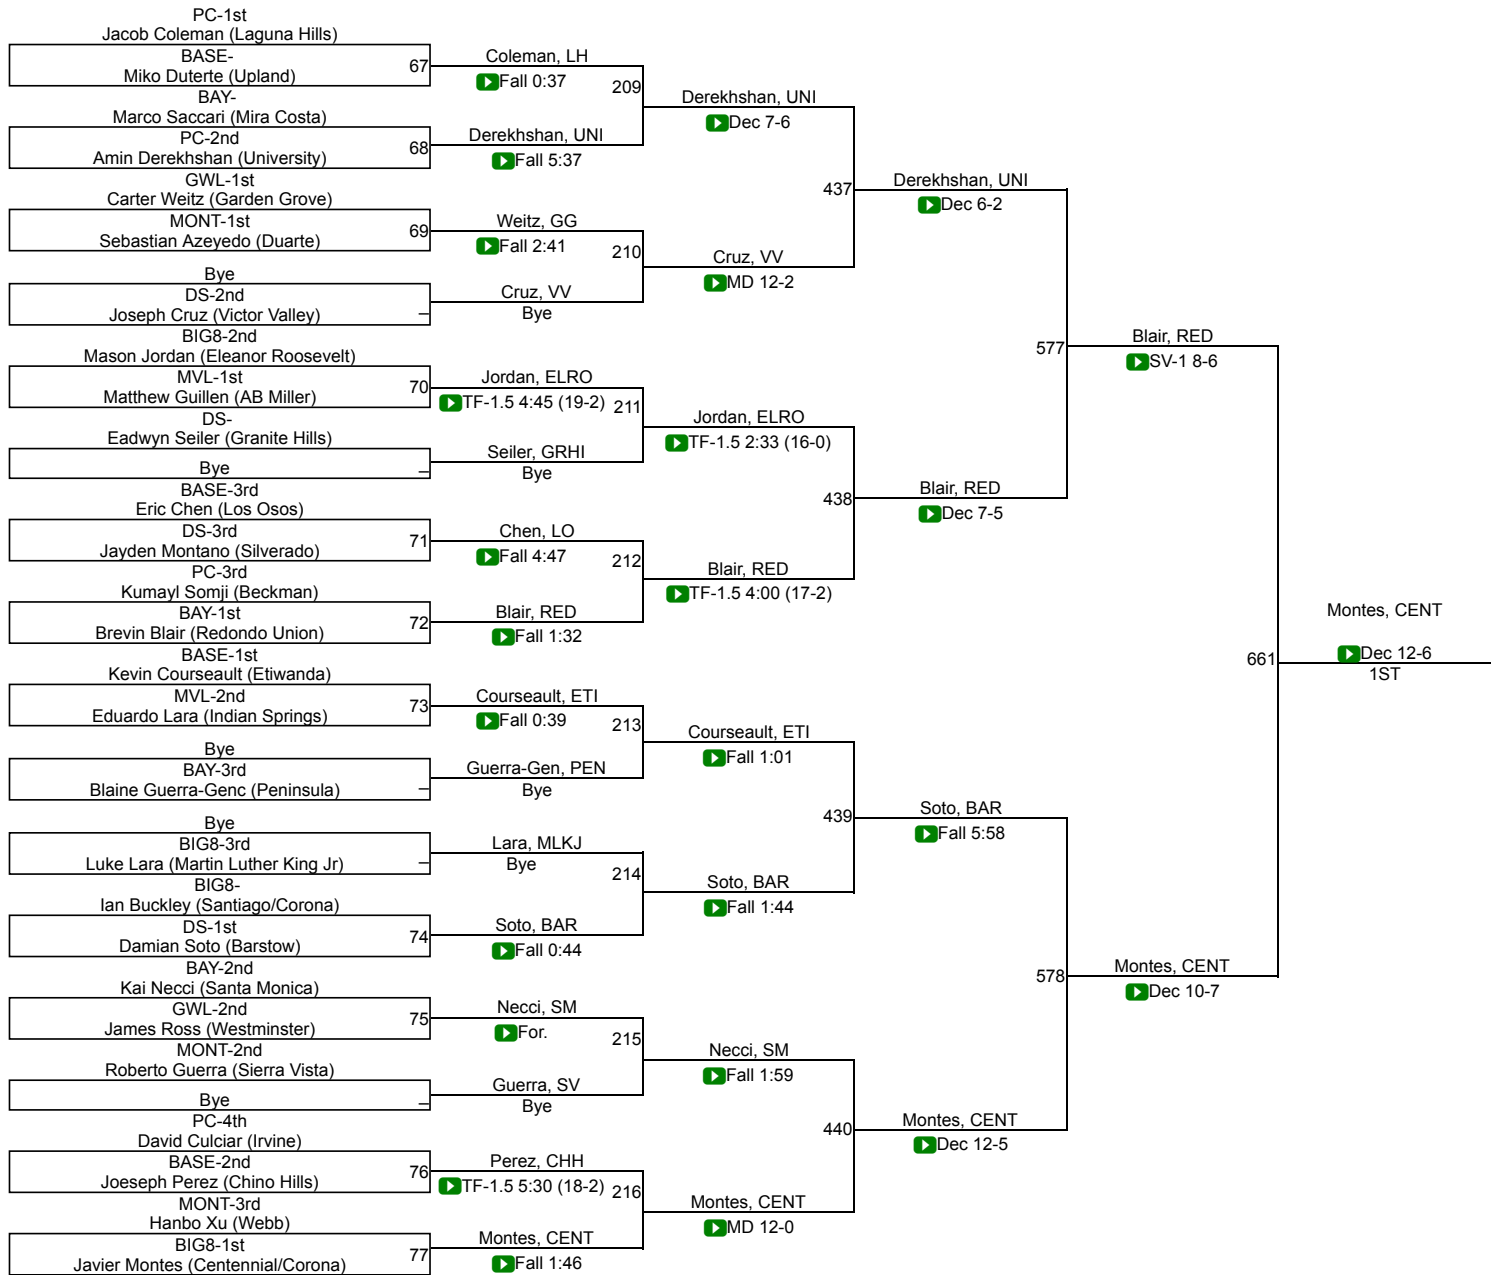 PC-1st
Jacob Coleman (Laguna Hills)
BASE-
Miko Duterte (Upland)
67
BAY-
Marco Saccari (Mira Costa)
PC-2nd
Amin Derekhshan (University)
68
GWL-1st
Carter Weitz (Garden Grove)
MONT-1st
Sebastian Azeyedo (Duarte)
69
Bye
DS-2nd
Joseph Cruz (Victor Valley)
–
BIG8-2nd
Mason Jordan (Eleanor Roosevelt)
MVL-1st
Matthew Guillen (AB Miller)
70
DS-
Eadwyn Seiler (Granite Hills)
Bye
–
BASE-3rd
Eric Chen (Los Osos)
DS-3rd
Jayden Montano (Silverado)
71
PC-3rd
Kumayl Somji (Beckman)
BAY-1st
Brevin Blair (Redondo Union)
72
BASE-1st
Kevin Courseault (Etiwanda)
MVL-2nd
Eduardo Lara (Indian Springs)
73
Bye
BAY-3rd
Blaine Guerra-Genc (Peninsula)
–
Bye
BIG8-3rd
Luke Lara (Martin Luther King Jr)
–
BIG8-
Ian Buckley (Santiago/Corona)
DS-1st
Damian Soto (Barstow)
74
BAY-2nd
Kai Necci (Santa Monica)
GWL-2nd
James Ross (Westminster)
75
MONT-2nd
Roberto Guerra (Sierra Vista)
Bye
–
PC-4th
David Culciar (Irvine)
BASE-2nd
Joeseph Perez (Chino Hills)
76
MONT-3rd
Hanbo Xu (Webb)
BIG8-1st
Javier Montes (Centennial/Corona)
77
Coleman, LH
Fall 0:37
209
Derekhshan, UNI
Fall 5:37
Weitz, GG
Fall 2:41
210
Cruz, VV
Bye
Jordan, ELRO
TF-1.5 4:45 (19-2)
211
Seiler, GRHI
Bye
Chen, LO
Fall 4:47
212
Blair, RED
Fall 1:32
Courseault, ETI
Fall 0:39
213
Guerra-Gen, PEN
Bye
Lara, MLKJ
Bye
214
Soto, BAR
Fall 0:44
Necci, SM
For.
215
Guerra, SV
Bye
Perez, CHH
TF-1.5 5:30 (18-2)
216
Montes, CENT
Fall 1:46
Derekhshan, UNI
Dec 7-6
437
Cruz, VV
MD 12-2
Jordan, ELRO
TF-1.5 2:33 (16-0)
438
Blair, RED
TF-1.5 4:00 (17-2)
Courseault, ETI
Fall 1:01
439
Soto, BAR
Fall 1:44
Necci, SM
Fall 1:59
440
Montes, CENT
MD 12-0
Derekhshan, UNI
Dec 6-2
577
Blair, RED
Dec 7-5
Soto, BAR
Fall 5:58
578
Montes, CENT
Dec 12-5
Blair, RED
SV-1 8-6
661
Montes, CENT
Dec 10-7
Montes, CENT
Dec 12-6
1ST